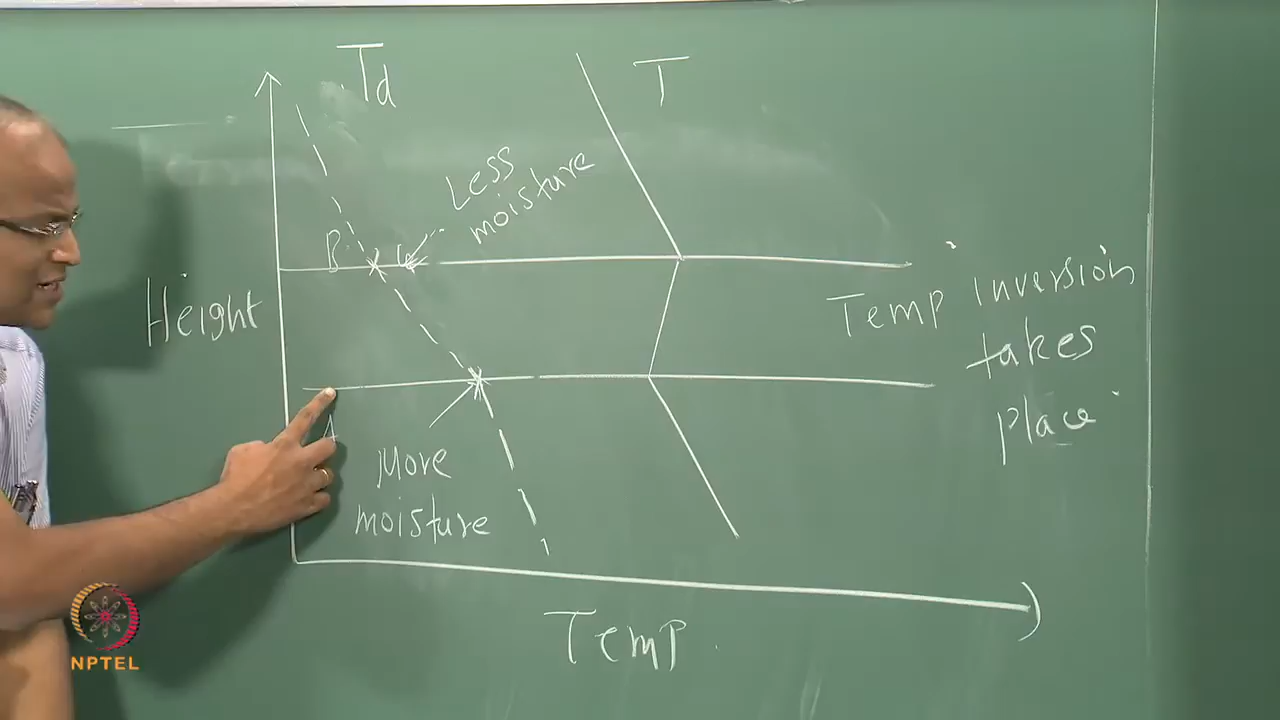 Td
T
Less
moisture
B
Height
Temp inversion
takes
place
A
More
moisture
Temp
NPTEL